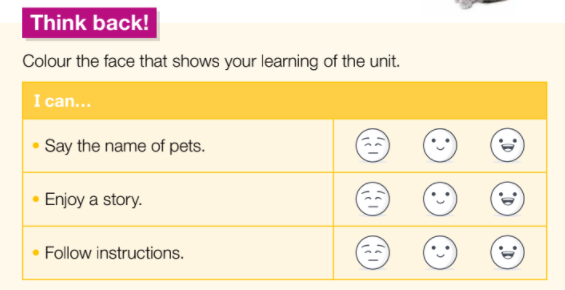 Think back!
Colour the face that shows your learning of the unit.
I can...
• Say the name of pets.
• Enjoy a story.
• Follow instructions.